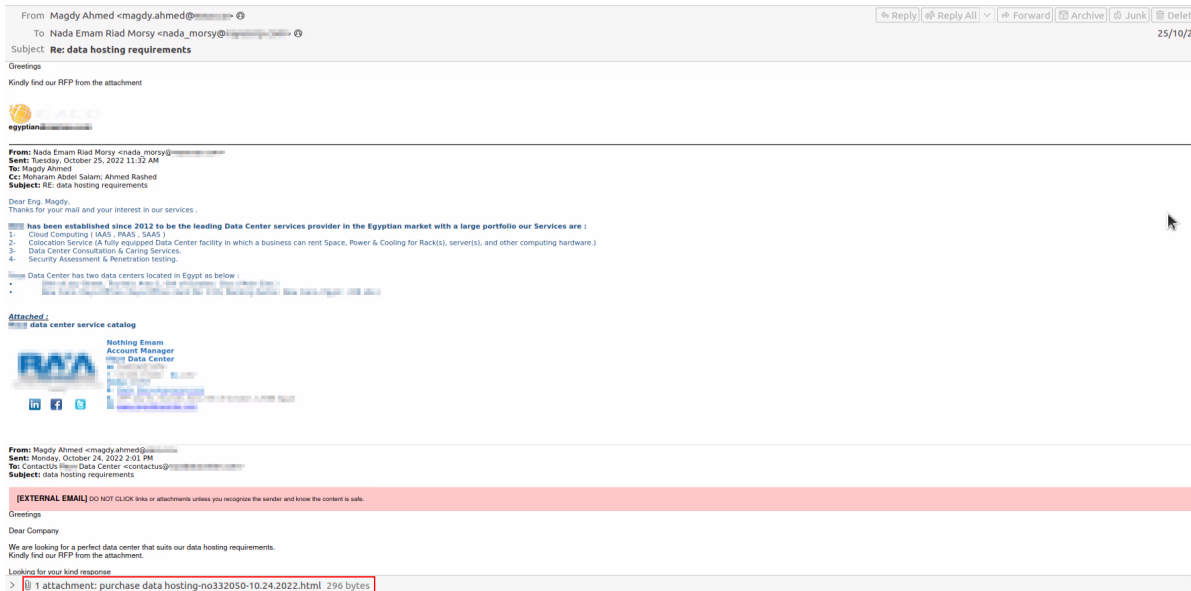 From Magdy Ahmed <magdy.ahmed@
Reply Reply All Forward Archive Junk Delet
To Nada Emam Riad Morsy <nada_morsy@
25/10/2
Subject Re: data hosting requirements
Greetings
Kindly find our RFP from the attachment
egyptian
From: Nada Emam Riad Morsy <nada_morsy@
Sent: Tuesday, October 25, 2022 11:32 AM
To: Magdy Ahmed
Cc: Moharam Abdel Salam; Ahmed Rashed
Subject: RE: data hosting requirements
Dear Eng. Magdy,
Thanks for your mail and your interest in our services .
has been established since 2012 to be the leading Data Center services provider in the Egyptian market with a large portfolio our Services are :
1- Cloud Computing ( IAAS , PAAS , SAAS )
2- Colocation Service (A fully equipped Data Center facility in which a business can rent Space, Power & Cooling for Rack(s), server(s), and other computing hardware.)
3- Data Center Consultation & Caring Services.
4- Security Assessment & Penetration testing.
Data Center has two data centers located in Egypt as below :
Attached :
data center service catalog
Nothing Emam
Account Manager
Data Center
From: Magdy Ahmed <magdy.ahmed@
Sent: Monday, October 24, 2022 2:01 PM
To: ContactUs Data Center <contactus@
Subject: data hosting requirements
[EXTERNAL EMAIL] DO NOT CLICK links or attachments unless you recognize the sender and know the content is safe.
Greetings
Dear Company
We are looking for a perfect data center that suits our data hosting requirements.
Kindly find our RFP from the attachment.
Looking for your kind response
1 attachment: purchase data hosting-no332050-10.24.2022.html 296 bytes